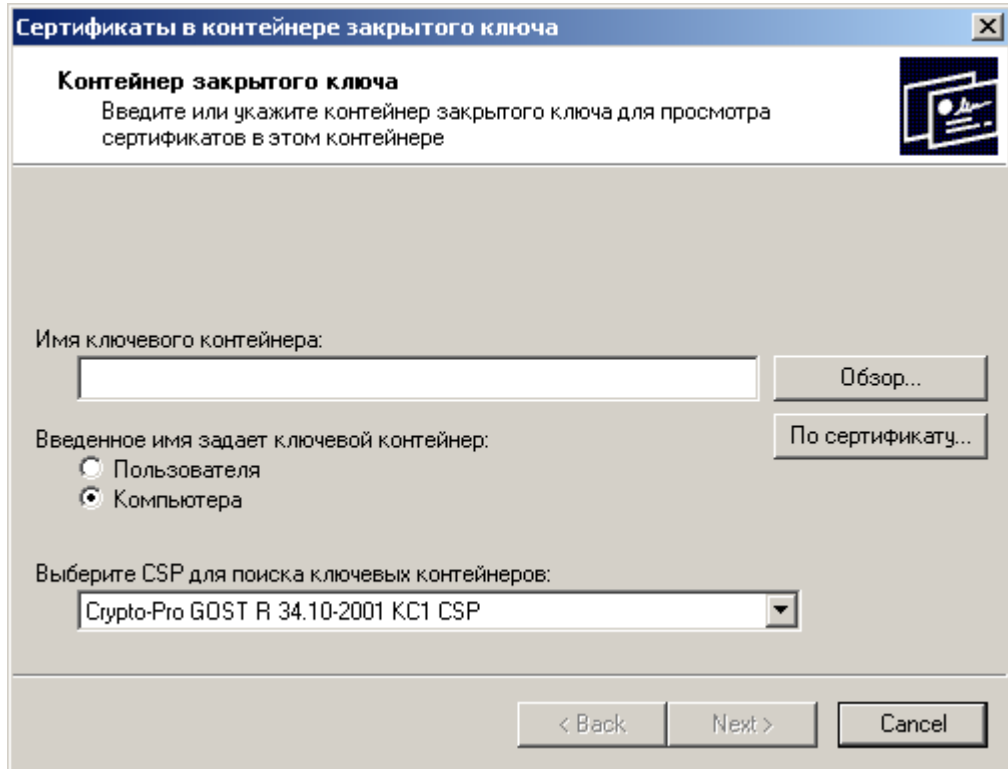 Сертификаты в контейнере закрытого ключа
Контейнер закрытого ключа
Введите или укажите контейнер закрытого ключа для просмотра
сертификатов в этом контейнере
Имя ключевого контейнера:
Обзор...
По сертификату...
Введенное имя задает ключевой контейнер:
Пользователя
Компьютера
Выберите CSP для поиска ключевых контейнеров:
Crypto-Pro GOST R 34.10-2001 KC1 CSP
< Back
Next >
Cancel